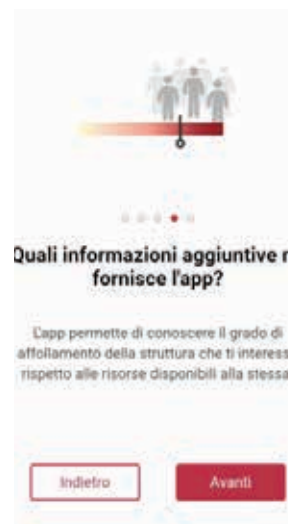 Quali informazioni aggiuntive
fornisce l'app?
L'app permette di conoscere il grado di
affollamento della struttura che ti
rispetto alle risorse disponibili alla
Indietro
Avanti